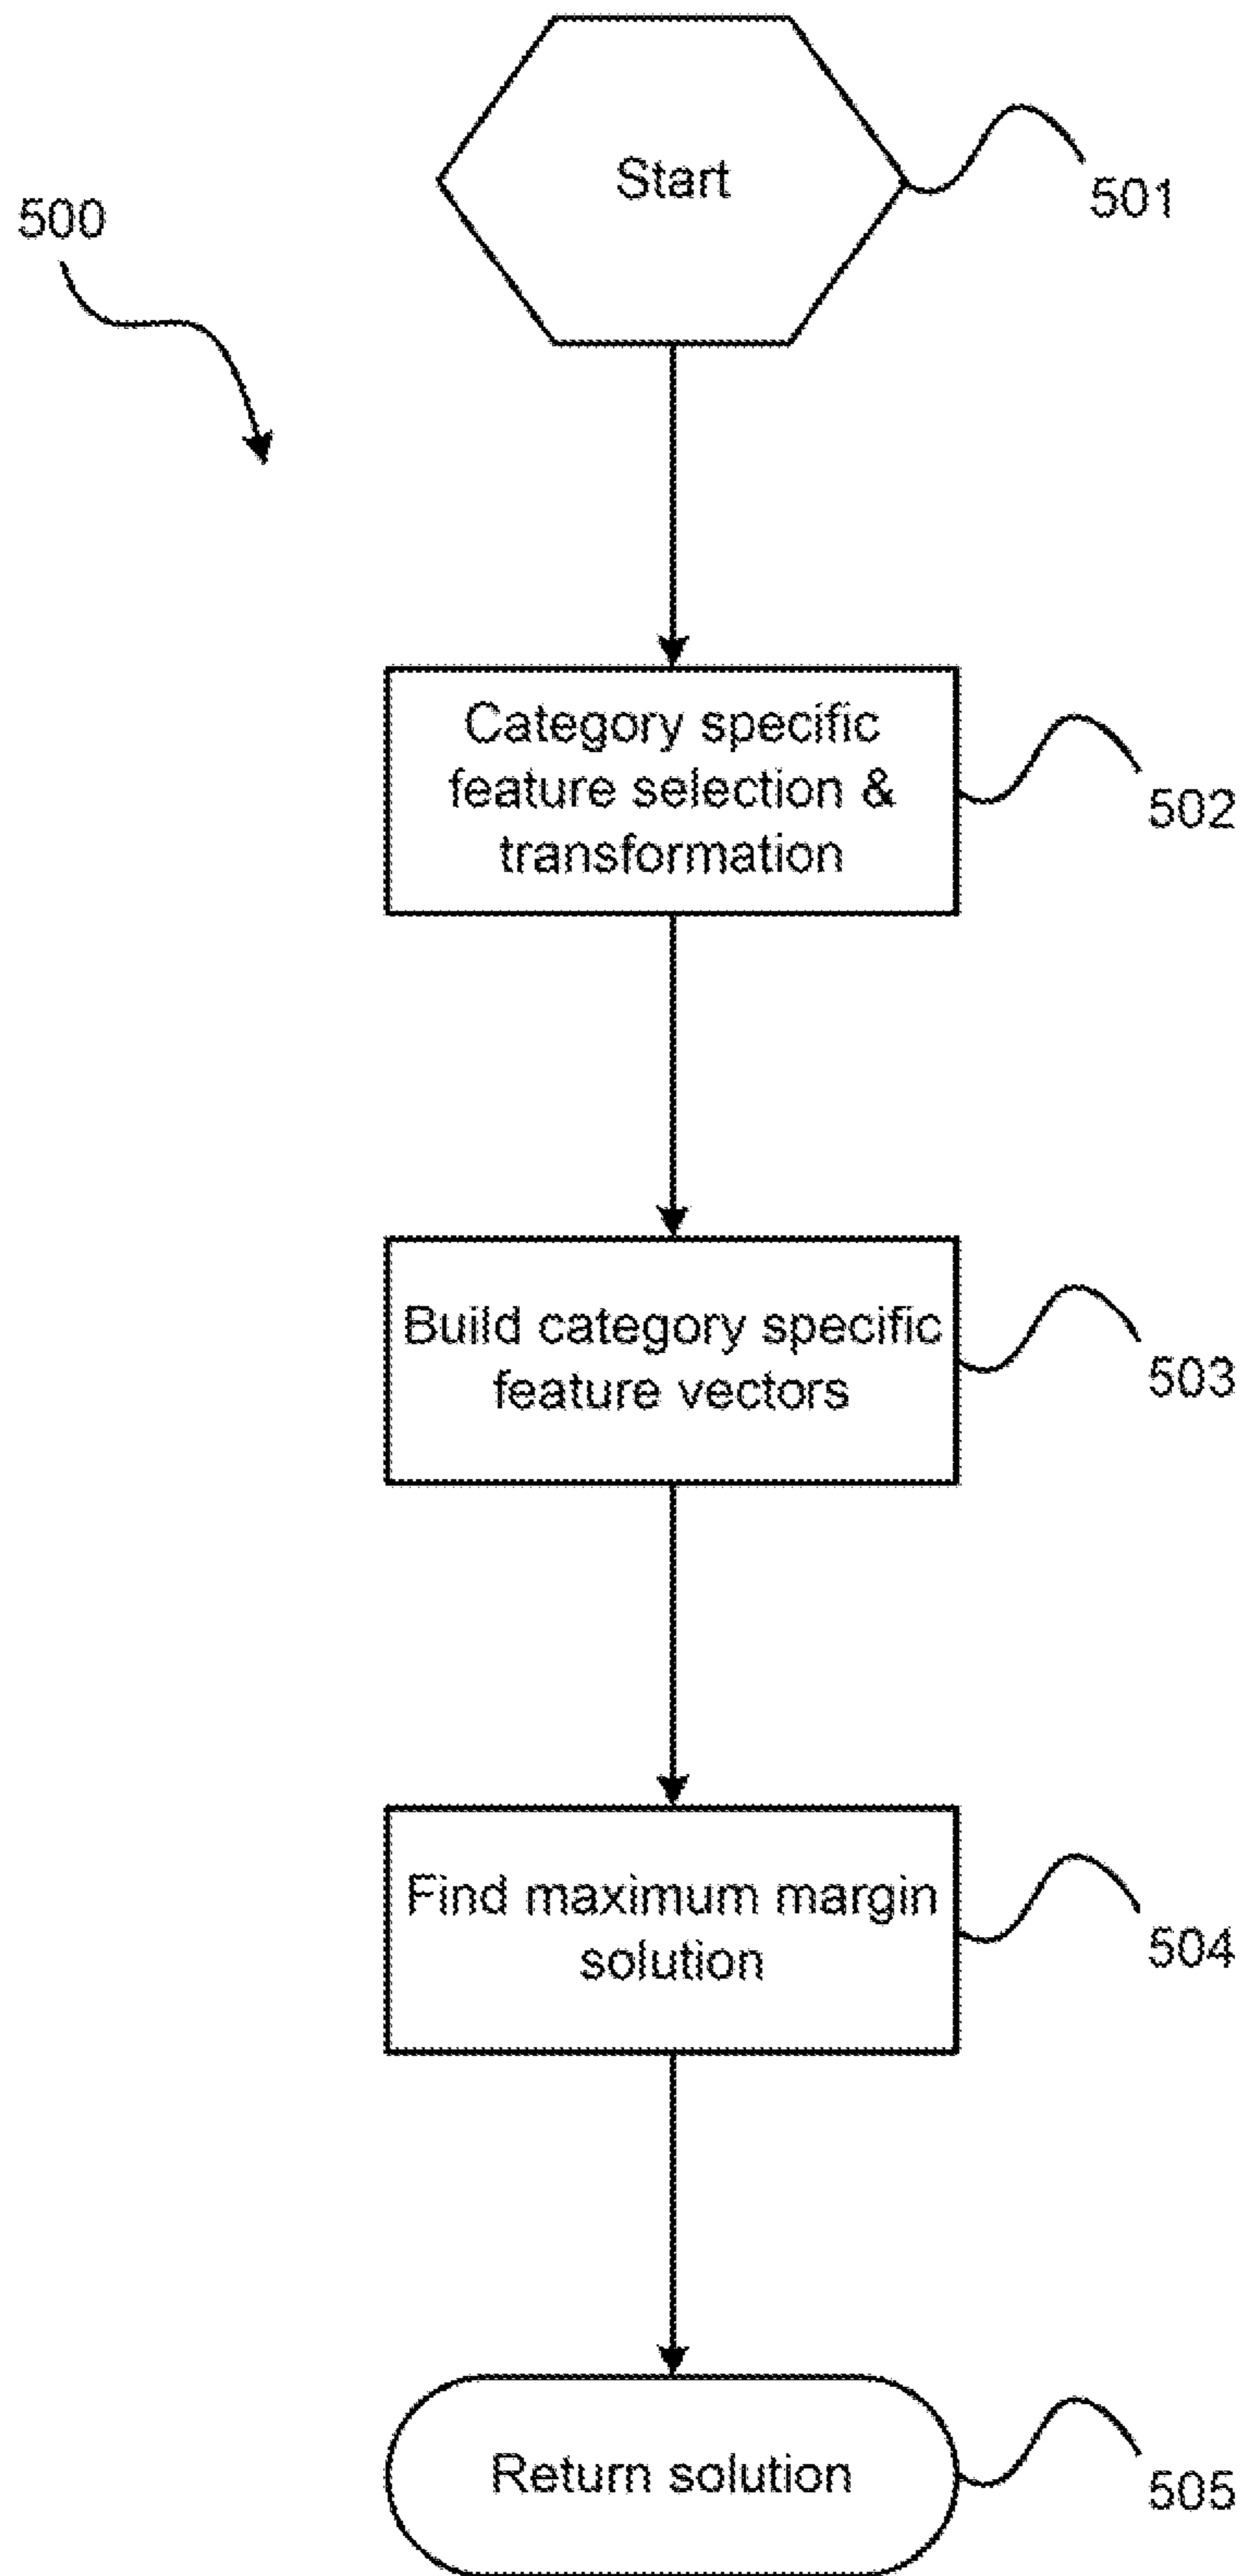 Start
501
500
Category specific
feature selection &
transformation
502
Build category specific
feature vectors
503
Find maximum margin
solution
504
Return solution
505